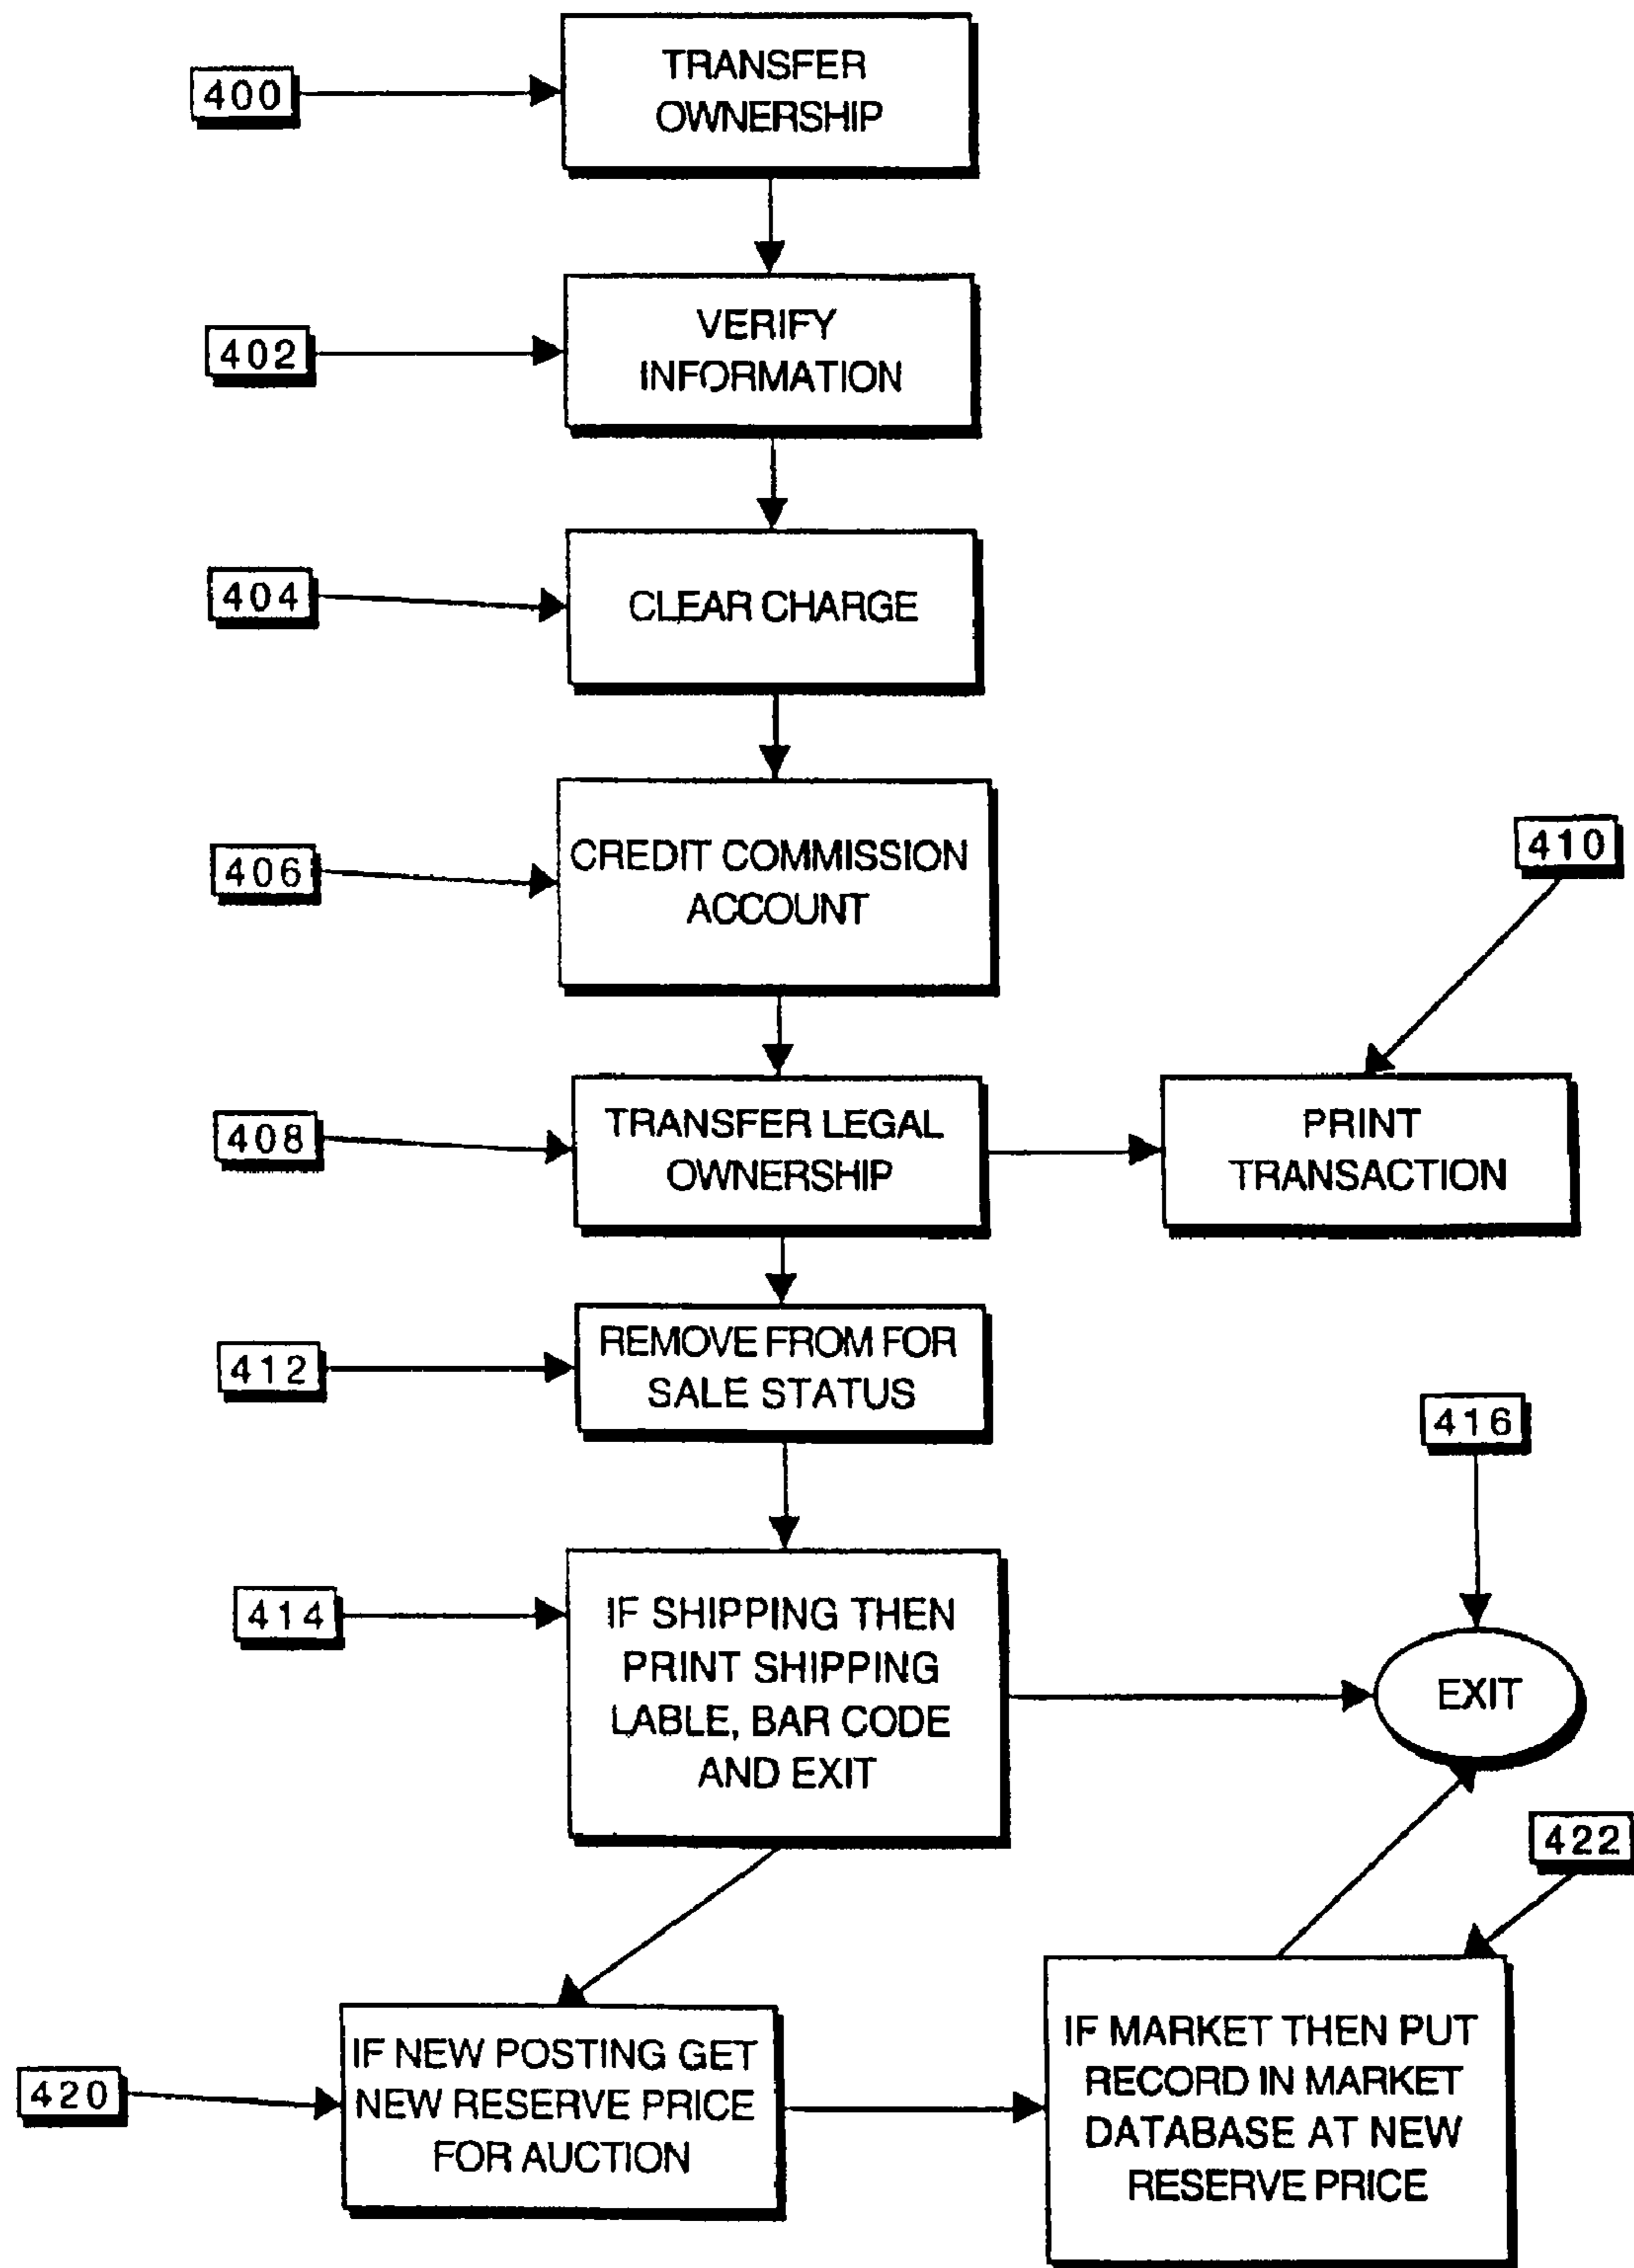 400
TRANSFER
OWNERSHIP
402
VERIFY
INFORMATION
404
CLEAR CHARGE
406
CREDIT COMMISSION
ACCOUNT
408
TRANSFER LEGAL
OWNERSHIP
410
PRINT
TRANSACTION
412
REMOVE FROM FOR
SALE STATUS
414
IF SHIPPING THEN
PRINT SHIPPING
LABLE, BAR CODE
AND EXIT
416
EXIT
420
IF NEW POSTING GET
NEW RESERVE PRICE
FOR AUCTION
422
IF MARKET THEN PUT
RECORD IN MARKET
DATABASE AT NEW
RESERVE PRICE